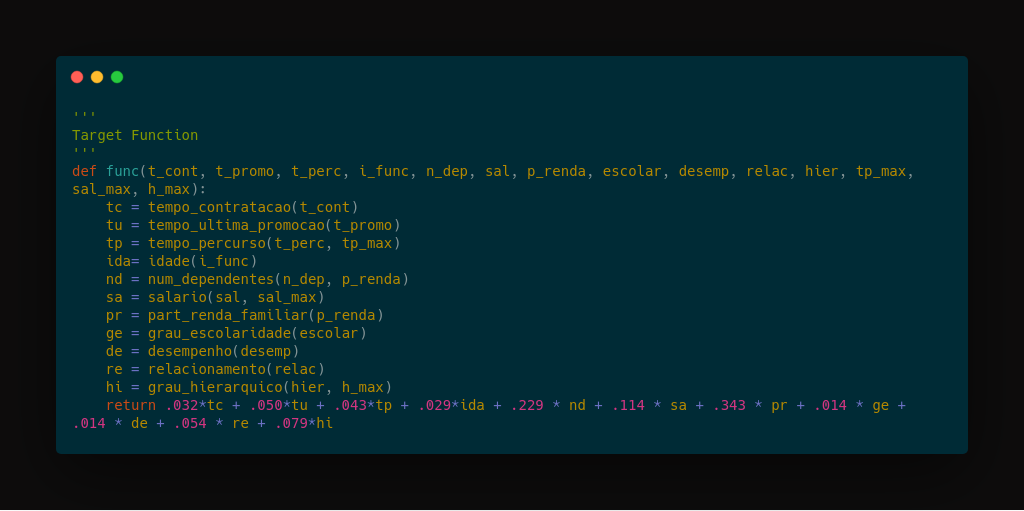 '''
Target Function
'''
def func(t_cont, t_promo, t_perc, i_func, n_dep, sal, p_renda, escolar, desemp, relac, hier, tp_max,
sal_max, h_max):
    tc = tempo_contratacao(t_cont)
    tu = tempo_ultima_promocao(t_promo)
    tp = tempo_percurso(t_perc, tp_max)
    ida= idade(i_func)
    nd = num_dependentes(n_dep, p_renda)
    sa = salario(sal, sal_max)
    pr = part_renda_familiar(p_renda)
    ge = grau_escolaridade(escolar)
    de = desempenho(desemp)
    re = relacionamento(relac)
    hi = grau_hierarquico(hier, h_max)
    return .032*tc + .050*tu + .043*tp + .029*ida + .229 * nd + .114 * sa + .343 * pr + .014 * ge +
.014 * de + .054 * re + .079*hi